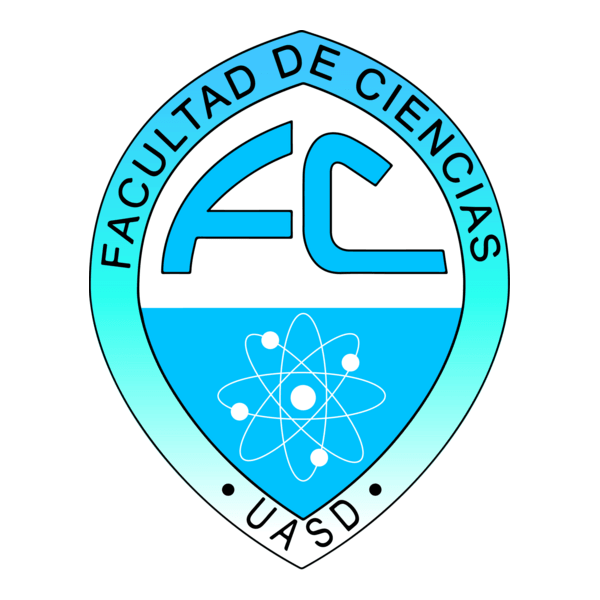 FACULTAD DE CIENCIAS
FC
• UASD •